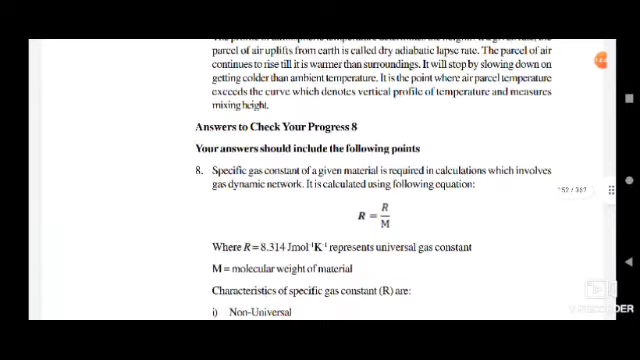 parcel of air uplifts from earth is called dry adiabatic lapse rate. The parcel of air
continues to rise till it is warmer than surroundings. It will stop by slowing down on
getting colder than ambient temperature. It is the point where air parcel temperature
exceeds the curve which denotes vertical profile of temperature and measures
mixing height.
Answers to Check Your Progress 8
Your answers should include the following points
8. Specific gas constant of a given material is required in calculations which involves
gas dynamic network. It is calculated using following equation:
R = R/M
Where R = 8.314 Jmol⁻¹K⁻¹ represents universal gas constant
M = molecular weight of material
Characteristics of specific gas constant (R) are:
i) Non-Universal
152 / 357